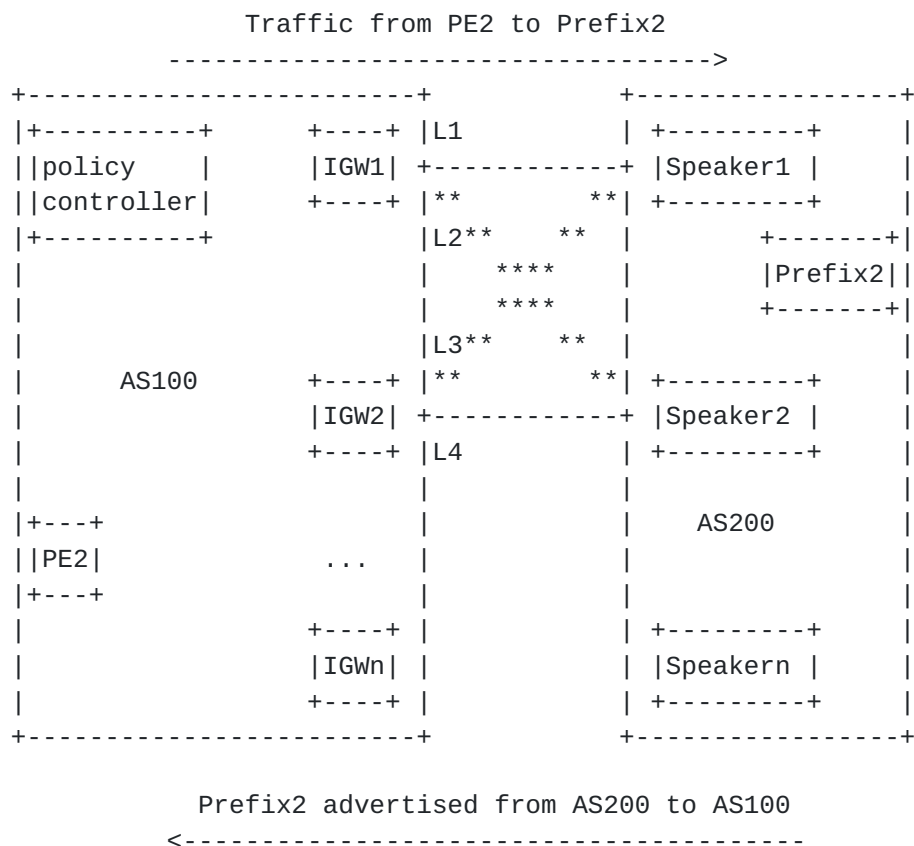 Traffic from PE2 to Prefix2
----------------------------------->
+-------------------------+            +-----------------+
|+----------+      +----+ |L1          | +---------+     |
||policy    |      |IGW1| +------------+ |Speaker1 |     |
||controller|      +----+ |**        **| +---------+     |
|+----------+             |L2**    **  |        +-------+|
|                         |    ****    |        |Prefix2||
|                         |    ****    |        +-------+|
|                         |L3**    **  |                 |
|      AS100       +----+ |**        **| +---------+     |
|                  |IGW2| +------------+ |Speaker2 |     |
|                  +----+ |L4          | +---------+     |
|                         |            |                 |
|+---+                    |            |    AS200        |
||PE2|              ...   |            |                 |
|+---+                    |            |                 |
|                  +----+ |            | +---------+     |
|                  |IGWn| |            | |Speakern |     |
|                  +----+ |            | +---------+     |
+-------------------------+            +-----------------+
Prefix2 advertised from AS200 to AS100
<----------------------------------------